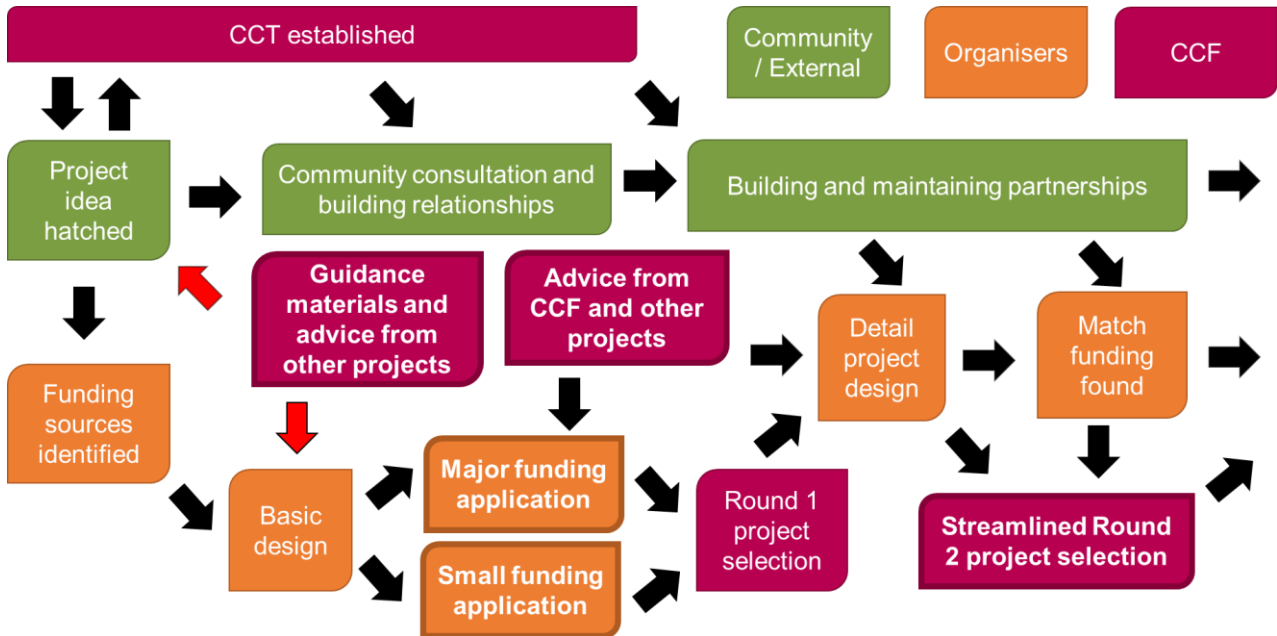 CCT established
Community
/ External
Organisers
CCF
Project
idea
hatched
Community consultation and
building relationships
Building and maintaining partnerships
Guidance
materials and
advice from
other projects
Advice from
CCF and other
projects
Detail
project
design
Match
funding
found
Funding
sources
identified
Basic
design
Major funding
application
Small funding
application
Round 1
project
selection
Streamlined Round
2 project selection